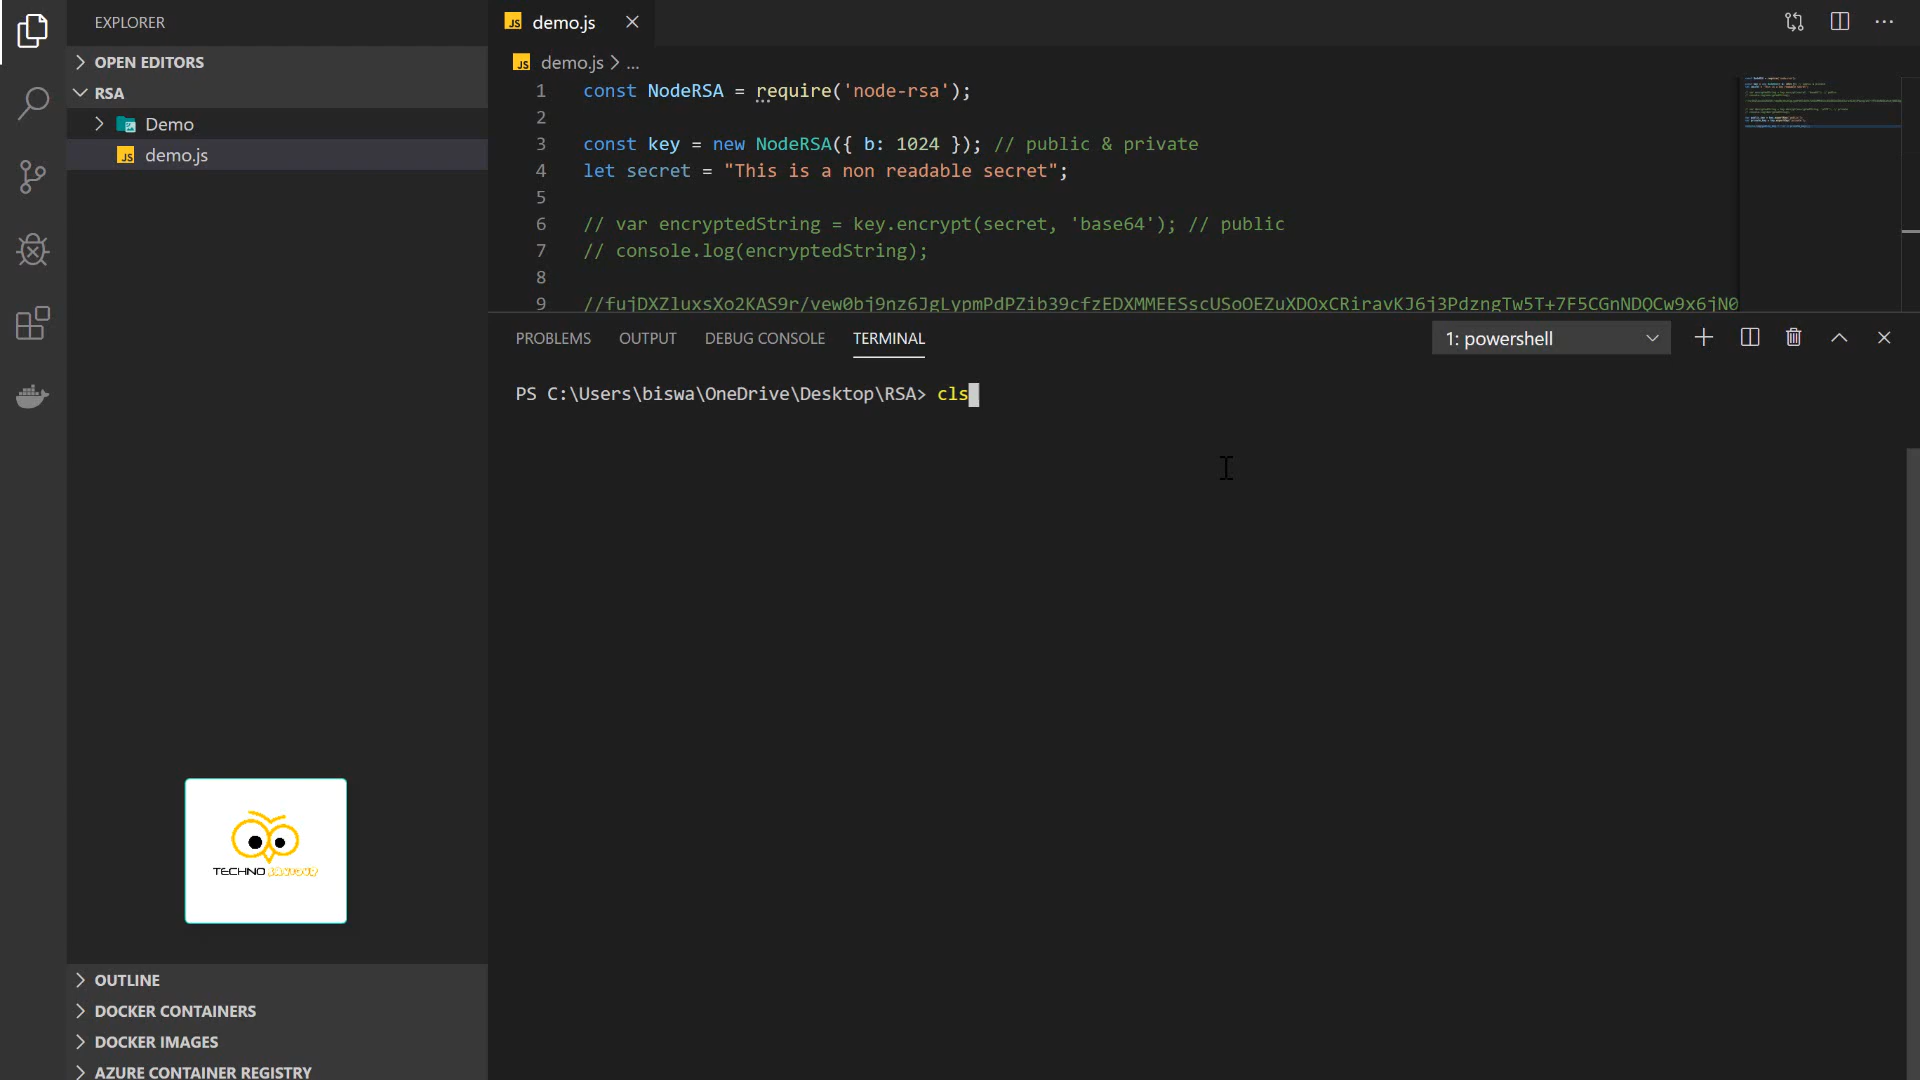 EXPLORER
OPEN EDITORS
RSA
Demo
JS demo.js
OUTLINE
DOCKER CONTAINERS
DOCKER IMAGES
AZURE CONTAINER REGISTRY
TECHNO
JS demo.js
JS demo.js > ...
1 const NodeRSA = require('node-rsa');
2
3 const key = new NodeRSA({ b: 1024 }); // public & private
4 let secret = "This is a non readable secret";
5
6 // var encryptedString = key.encrypt(secret, 'base64'); // public
7 // console.log(encryptedString);
8
9 //fujDXZluxsXo2KAS9r/vew0bj9nz6JgLypmPdPZib39cfzEDXMMEESscUSoOEZuXDOxCRiravKJ6j3PdzngTw5T+7F5CGnNDQCw9x6jN0
PROBLEMS OUTPUT DEBUG CONSOLE TERMINAL 1: powershell
PS C:\Users\biswa\OneDrive\Desktop\RSA> cls